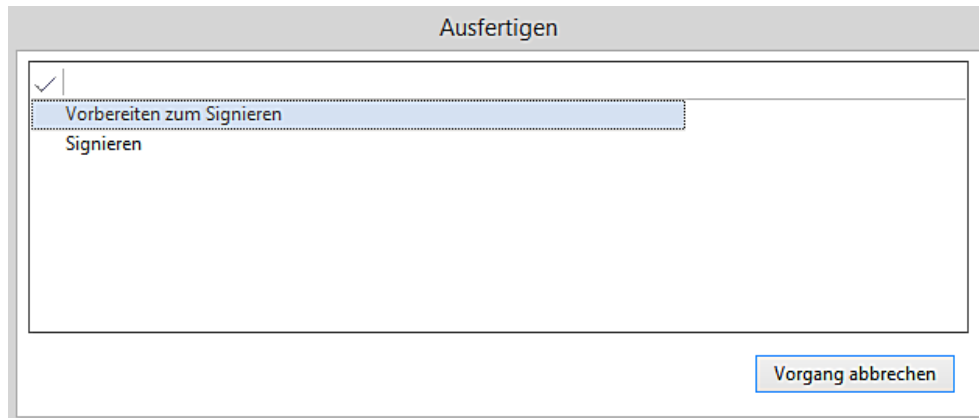 Ausfertigen
Vorbereiten zum Signieren
Signieren
Vorgang abbrechen